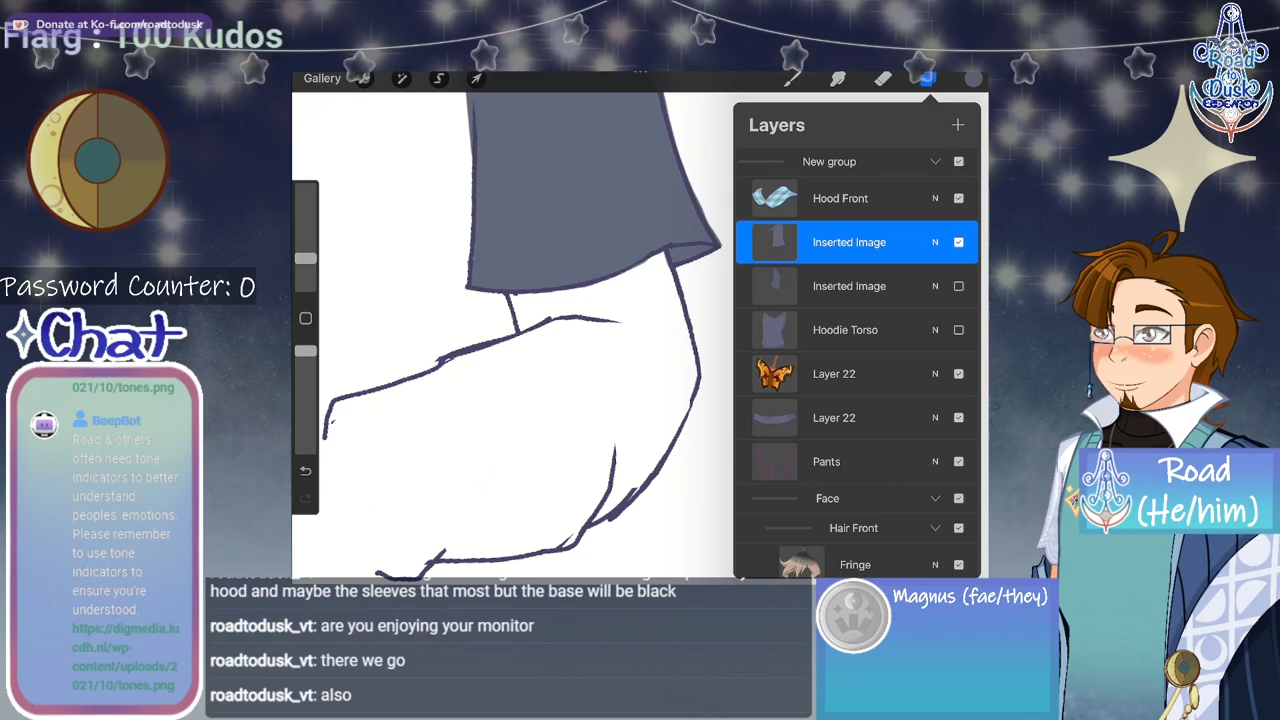 Donate at Ko-fi.com/roadtodusk
Flarg : 100 Kudos
Password Counter: 0
Chat
021/10/tones.png
BeepBot
Road & others
often need tone
indicators to better
understand
peoples' emotions.
Please remember
to use tone
indicators to
ensure you're
understood.
https://digmedia.lu
cdh.nl/wp-
content/uploads/2
021/10/tones.png
Gallery
Layers
New group
Hood Front N
Inserted Image N
Inserted Image N
Hoodie Torso N
Layer 22 N
Layer 22 N
Pants N
Face
Hair Front
Fringe N
hood and maybe the sleeves that most but the base will be black
roadtodusk_vt: are you enjoying your monitor
roadtodusk_vt: there we go
roadtodusk_vt: also
Road
to
Dusk
Road
(He/him)
Magnus (fae/they)